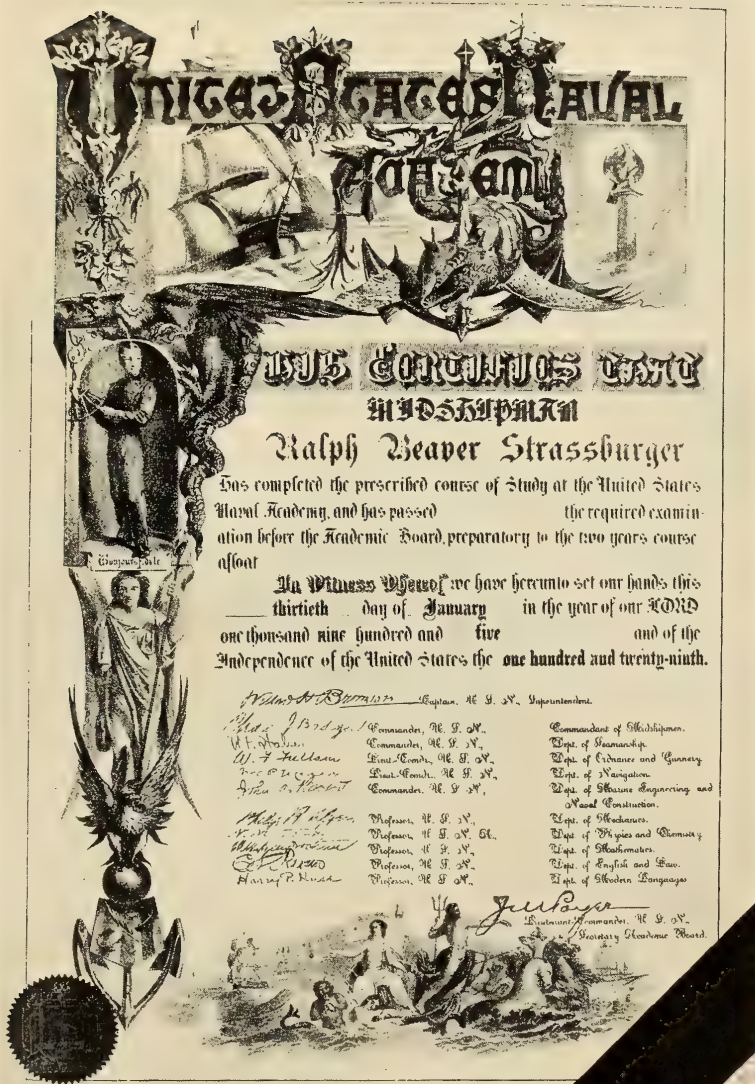 United States Naval
Academy
This Certifies that
MIDSHIPMAN
Ralph Beaver Strassburger
Has completed the prescribed course of Study at the United States
Naval Academy, and has passed the required examin-
ation before the Academic Board, preparatory to the two years course
afloat
In Witness Whereof we have hereunto set our hands this
thirtieth day of January in the year of our LORD
one thousand nine hundred and five and of the
Independence of the United States the one hundred and twenty-ninth.
Captain, U. S. N., Superintendent.
Commander, U. S. N., Commandant of Midshipmen.
Commander, U. S. N., Dept. of Seamanship.
W. F. Fullam Lieut-Comdr., U. S. N., Dept. of Ordnance and Gunnery
Lieut-Comdr., U. S. N., Dept. of Navigation
Commander, U. S. N., Dept. of Marine Engineering and
Naval Construction.
Professor, U. S. N., Dept. of Mechanics.
Professor, U. S. N., Dept. of Physics and Chemistry
Professor, U. S. N., Dept. of Mathematics.
Professor, U. S. N., Dept. of English and Law.
Harry P. Huse Professor, U. S. N., Dept. of Modern Languages
Lieutenant-Commander, U. S. N.,
Secretary Academic Board.